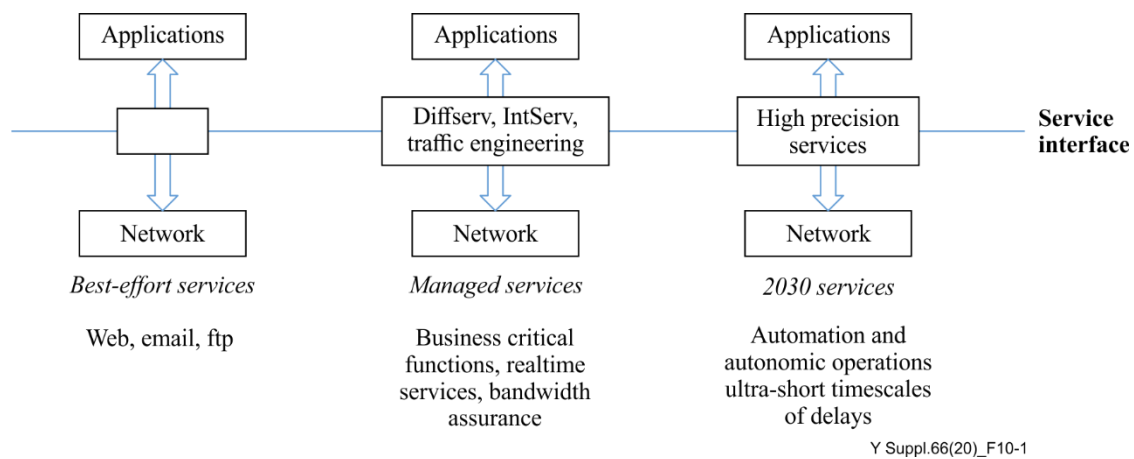 Applications
Applications
Applications
Diffserv, IntServ,
traffic engineering
High precision
services
Service
interface
Network
Network
Network
Best-effort services
Managed services
2030 services
Web, email, ftp
Business critical
functions, realtime
services, bandwidth
assurance
Automation and
autonomic operations
ultra-short timescales
of delays
Y Suppl.66(20)_F10-1